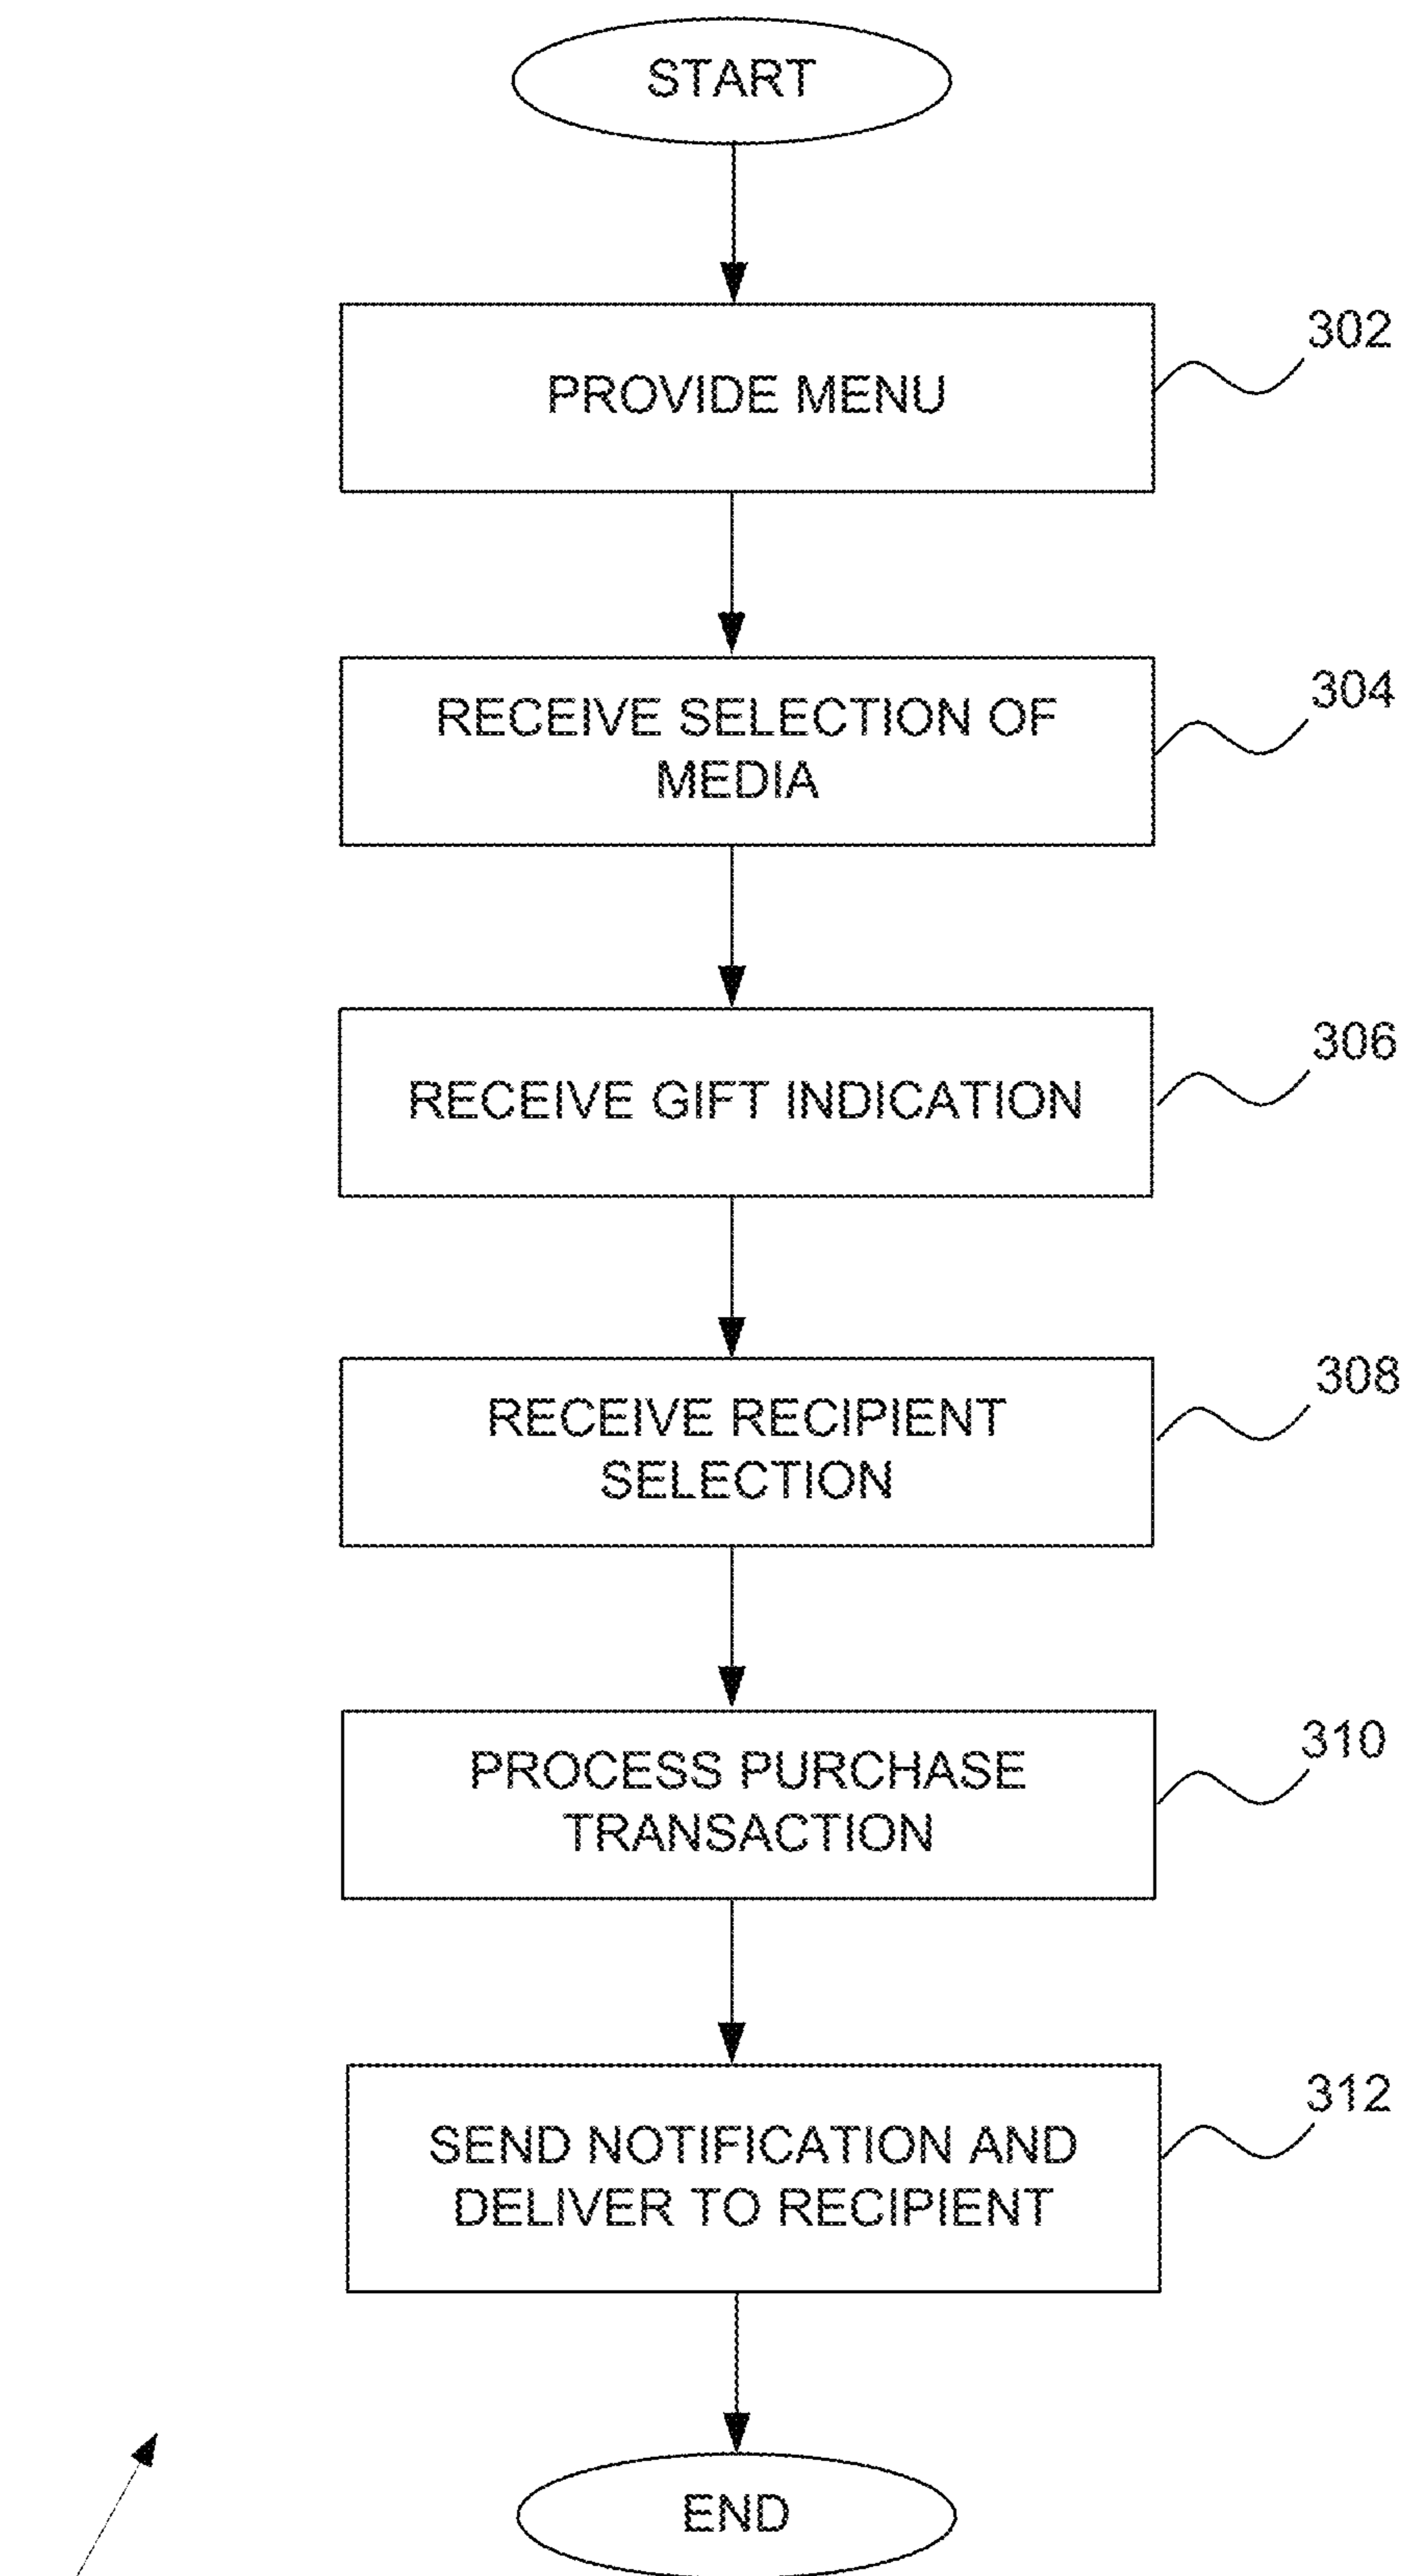 START
PROVIDE MENU
302
RECEIVE SELECTION OF
MEDIA
304
RECEIVE GIFT INDICATION
306
RECEIVE RECIPIENT
SELECTION
308
PROCESS PURCHASE
TRANSACTION
310
SEND NOTIFICATION AND
DELIVER TO RECIPIENT
312
END